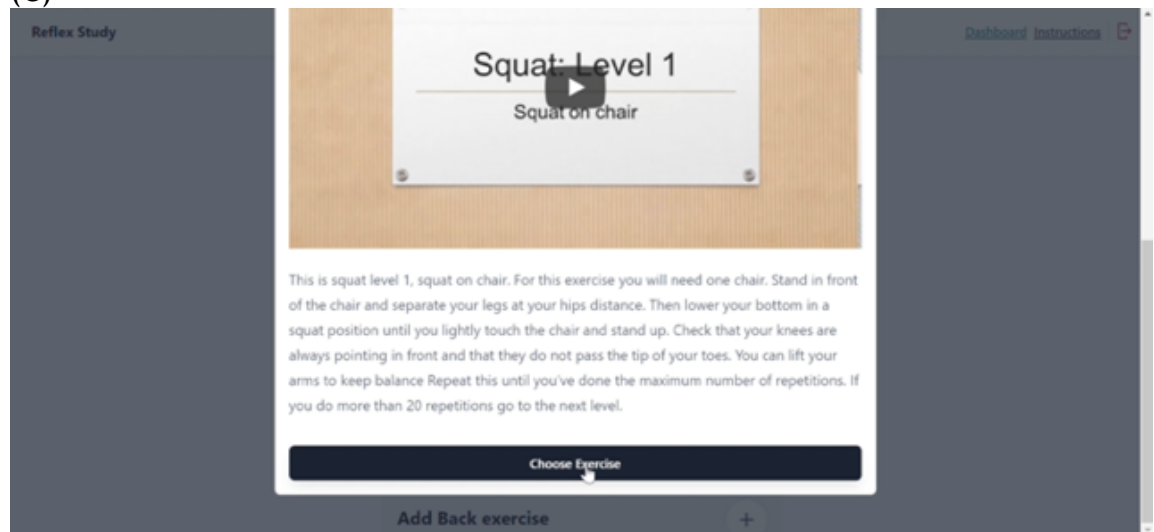 Reflex Study
Dashboard Instructions
Squat: Level 1
Squat on chair
This is squat level 1, squat on chair. For this exercise you will need one chair. Stand in front
of the chair and separate your legs at your hips distance. Then lower your bottom in a
squat position until you lightly touch the chair and stand up. Check that your knees are
always pointing in front and that they do not pass the tip of your toes. You can lift your
arms to keep balance Repeat this until you've done the maximum number of repetitions. If
you do more than 20 repetitions go to the next level.
Choose Exercise
Add Back exercise